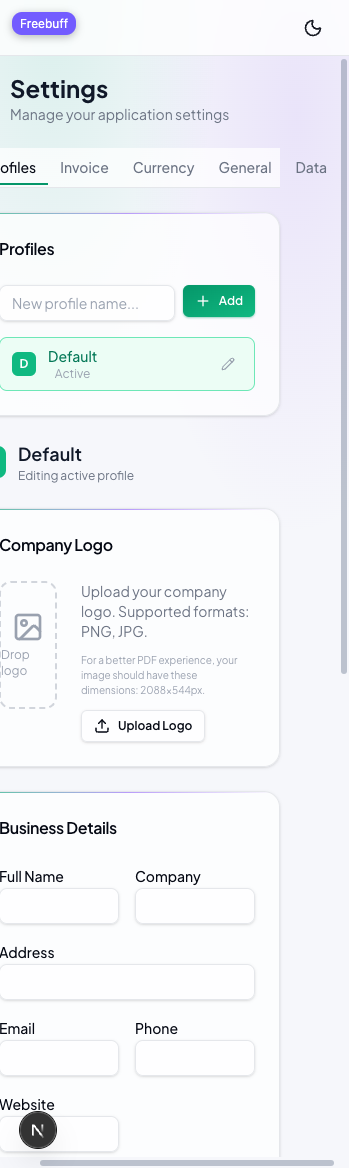 Freebuff
Settings
Manage your application settings
ofiles Invoice Currency General Data
Profiles
New profile name...
Add
D
Default
Active
Default
Editing active profile
Company Logo
Drop
logo
Upload your company
logo. Supported formats:
PNG, JPG.
For a better PDF experience, your
image should have these
dimensions: 2088x544px.
Upload Logo
Business Details
Full Name Company
Address
Email Phone
Website
N